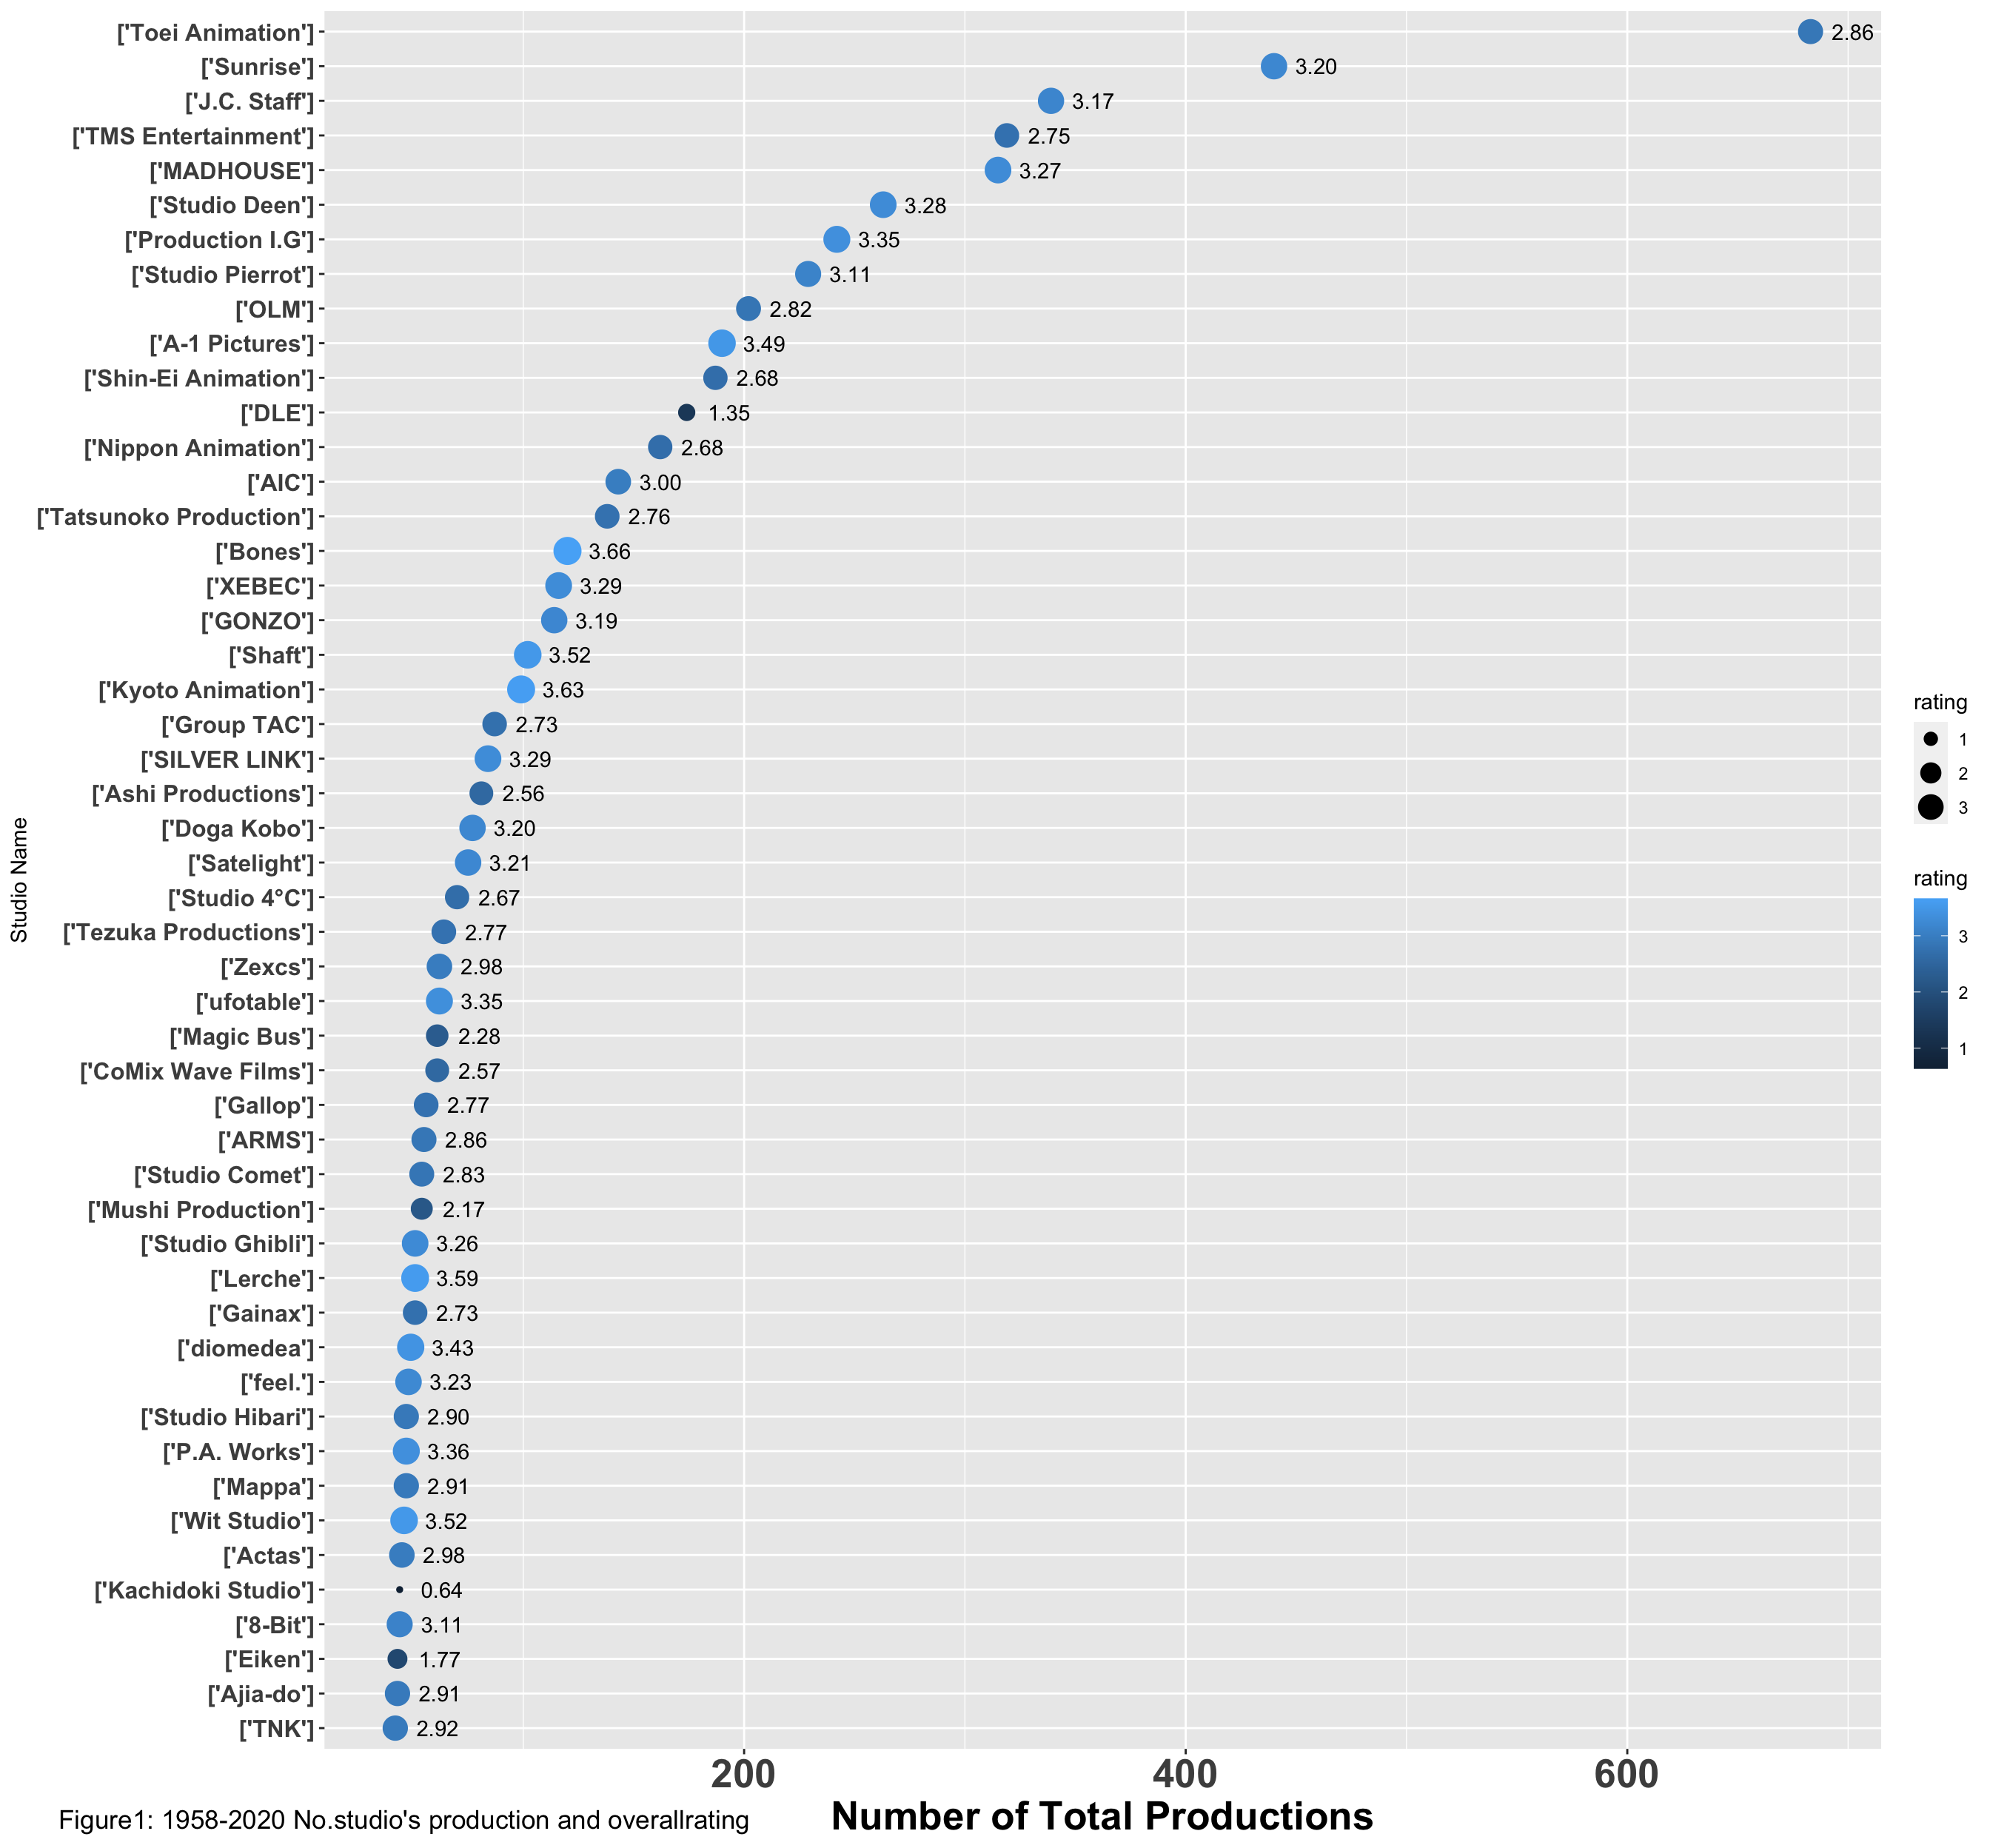 ['Toei Animation'] 2.86
['Sunrise'] 3.20
['J.C. Staff'] 3.17
['TMS Entertainment'] 2.75
['MADHOUSE'] 3.27
['Studio Deen'] 3.28
['Production I.G'] 3.35
['Studio Pierrot'] 3.11
['OLM'] 2.82
['A-1 Pictures'] 3.49
['Shin-Ei Animation'] 2.68
['DLE'] 1.35
['Nippon Animation'] 2.68
['AIC'] 3.00
['Tatsunoko Production'] 2.76
['Bones'] 3.66
['XEBEC'] 3.29
['GONZO'] 3.19
['Shaft'] 3.52
['Kyoto Animation'] 3.63
['Group TAC'] 2.73
['SILVER LINK'] 3.29
['Ashi Productions'] 2.56
['Doga Kobo'] 3.20
['Satelight'] 3.21
['Studio 4°C'] 2.67
['Tezuka Productions'] 2.77
['Zexcs'] 2.98
['ufotable'] 3.35
['Magic Bus'] 2.28
['CoMix Wave Films'] 2.57
['Gallop'] 2.77
['ARMS'] 2.86
['Studio Comet'] 2.83
['Mushi Production'] 2.17
['Studio Ghibli'] 3.26
['Lerche'] 3.59
['Gainax'] 2.73
['diomedea'] 3.43
['feel.'] 3.23
['Studio Hibari'] 2.90
['P.A. Works'] 3.36
['Mappa'] 2.91
['Wit Studio'] 3.52
['Actas'] 2.98
['Kachidoki Studio'] 0.64
['8-Bit'] 3.11
['Eiken'] 1.77
['Ajia-do'] 2.91
['TNK'] 2.92
Studio Name
200 400 600
Number of Total Productions
Figure1: 1958-2020 No.studio's production and overallrating
rating
1
2
3
rating
3
2
1